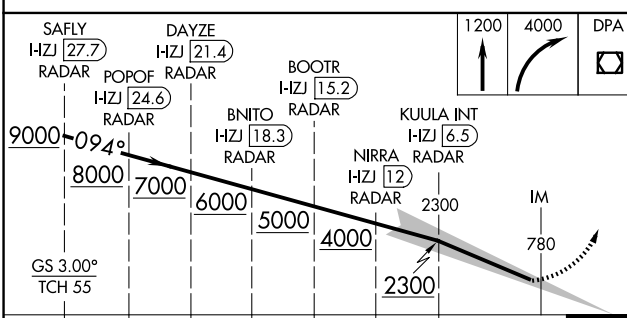 SAFLY
I-IZJ 27.7
RADAR
POPOF
I-IZJ 24.6
RADAR
DAYZE
I-IZJ 21.4
RADAR
BNITO
I-IZJ 18.3
RADAR
BOOTR
I-IZJ 15.2
RADAR
NIRRA
I-IZJ 12
RADAR
KUULA INT
I-IZJ 6.5
RADAR
1200
4000
DPA
9000
094°
8000
7000
6000
5000
4000
2300
2300
IM
780
GS 3.00°
TCH 55